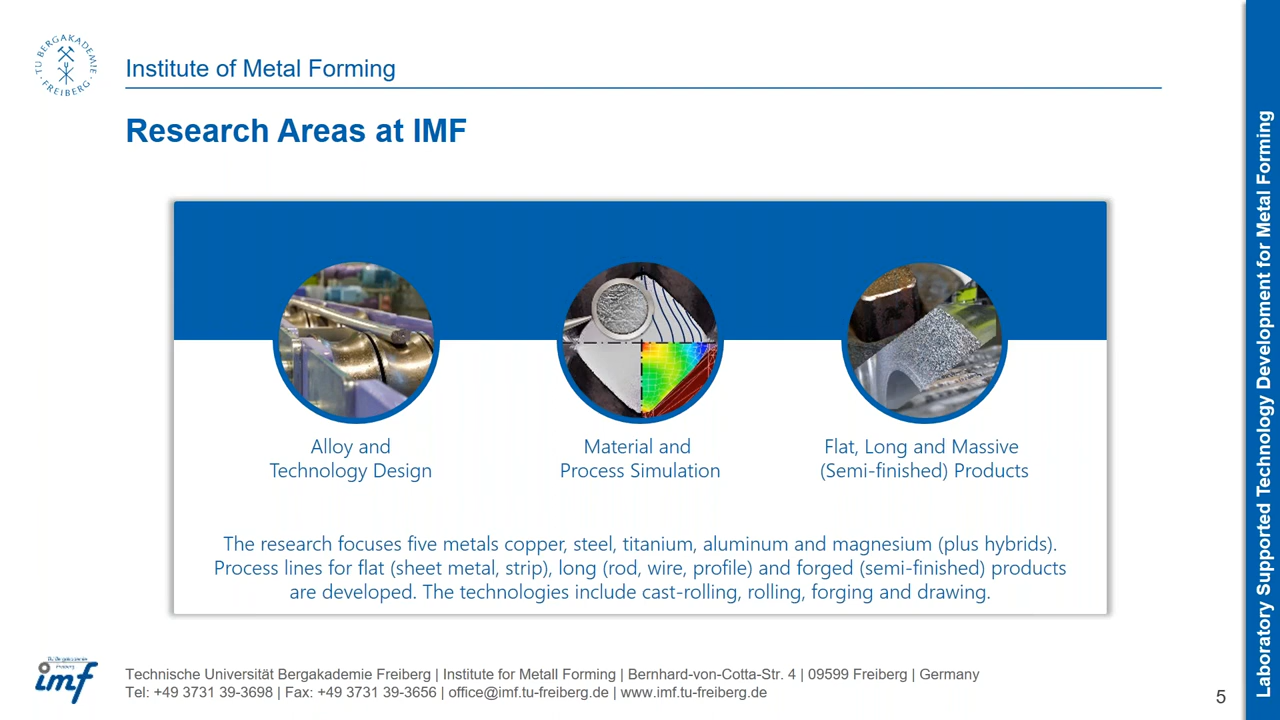 TU BERGAKADEMIE
FREIBERG
Institute of Metal Forming
Research Areas at IMF
Alloy and
Technology Design
Material and
Process Simulation
Flat, Long and Massive
(Semi-finished) Products
The research focuses five metals copper, steel, titanium, aluminum and magnesium (plus hybrids).
Process lines for flat (sheet metal, strip), long (rod, wire, profile) and forged (semi-finished) products
are developed. The technologies include cast-rolling, rolling, forging and drawing.
Laboratory Supported Technology Development for Metal Forming
TU Bergakademie
Freiberg
imf
Technische Universität Bergakademie Freiberg | Institute for Metall Forming | Bernhard-von-Cotta-Str. 4 | 09599 Freiberg | Germany
Tel: +49 3731 39-3698 | Fax: +49 3731 39-3656 | office@imf.tu-freiberg.de | www.imf.tu-freiberg.de
5